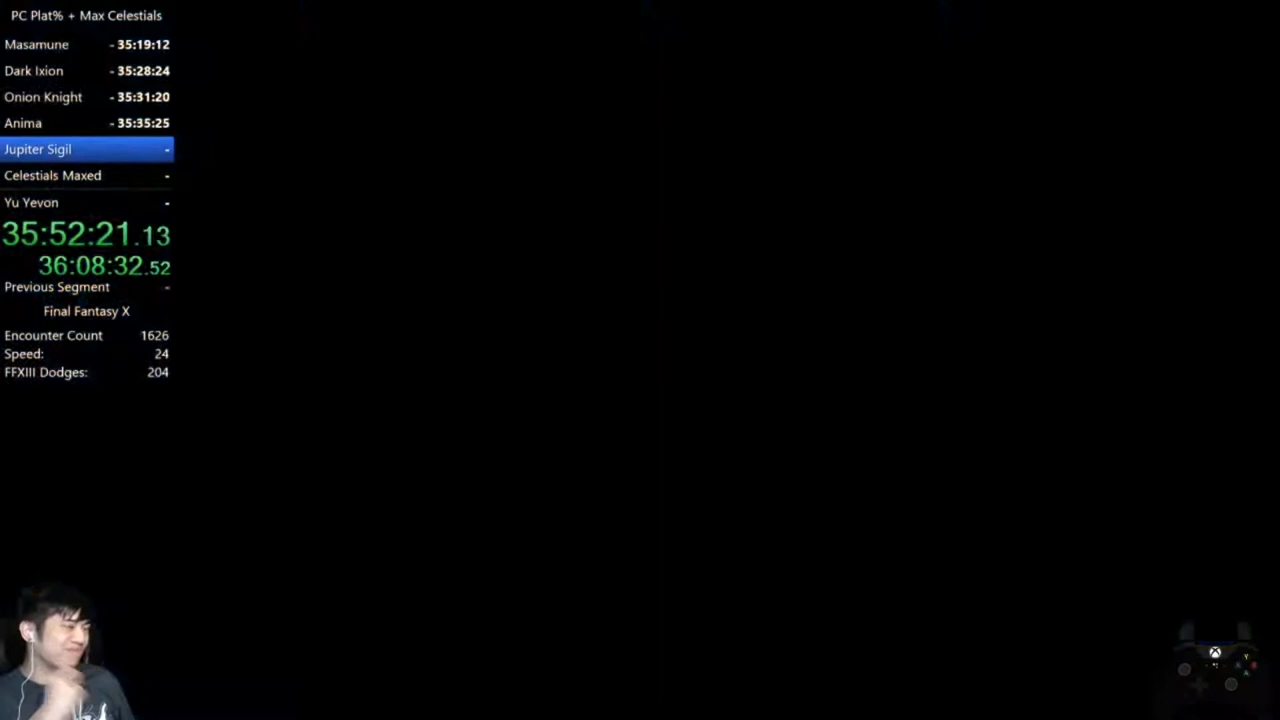 PC Plat% + Max Celestials
Masamune - 35:19:12
Dark Ixion - 35:28:24
Onion Knight - 35:31:20
Anima - 35:35:25
Jupiter Sigil -
Celestials Maxed -
Yu Yevon -
35:52:21.13
36:08:32.52
Previous Segment -
Final Fantasy X
Encounter Count 1626
Speed: 24
FFXIII Dodges: 204